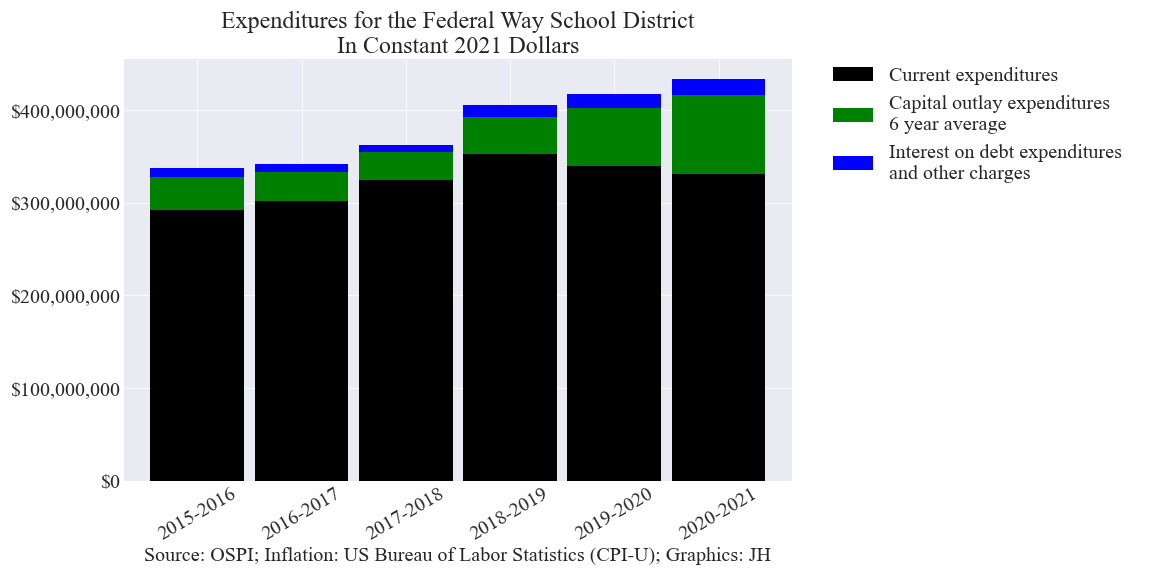 Expenditures for the Federal Way School District
In Constant 2021 Dollars
Current expenditures
Capital outlay expenditures
6 year average
Interest on debt expenditures
and other charges
$400,000,000
$300,000,000
$200,000,000
$100,000,000
$0
2015-2016
2016-2017
2017-2018
2018-2019
2019-2020
2020-2021
Source: OSPI; Inflation: US Bureau of Labor Statistics (CPI-U); Graphics: JH